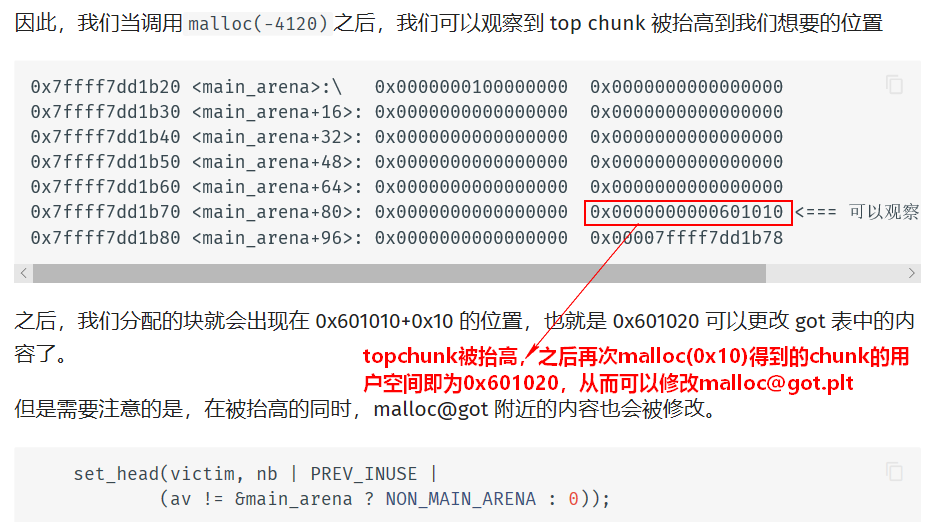 因此，我们当调用malloc(-4120)之后，我们可以观察到 top chunk 被抬高到我们想要的位置
0x7ffff7dd1b20 <main_arena>:\   0x0000000100000000  0x0000000000000000
0x7ffff7dd1b30 <main_arena+16>: 0x0000000000000000  0x0000000000000000
0x7ffff7dd1b40 <main_arena+32>: 0x0000000000000000  0x0000000000000000
0x7ffff7dd1b50 <main_arena+48>: 0x0000000000000000  0x0000000000000000
0x7ffff7dd1b60 <main_arena+64>: 0x0000000000000000  0x0000000000000000
0x7ffff7dd1b70 <main_arena+80>: 0x0000000000000000  0x0000000000601010 <=== 可以观察
0x7ffff7dd1b80 <main_arena+96>: 0x0000000000000000  0x00007ffff7dd1b78
之后，我们分配的块就会出现在 0x601010+0x10 的位置，也就是 0x601020 可以更改 got 表中的内
容了。
topchunk被抬高，之后再次malloc(0x10)得到的chunk的用
户空间即为0x601020，从而可以修改malloc@got.plt
但是需要注意的是，在被抬高的同时，malloc@got 附近的内容也会被修改。
set_head(victim, nb | PREV_INUSE |
(av != &main_arena ? NON_MAIN_ARENA : 0));